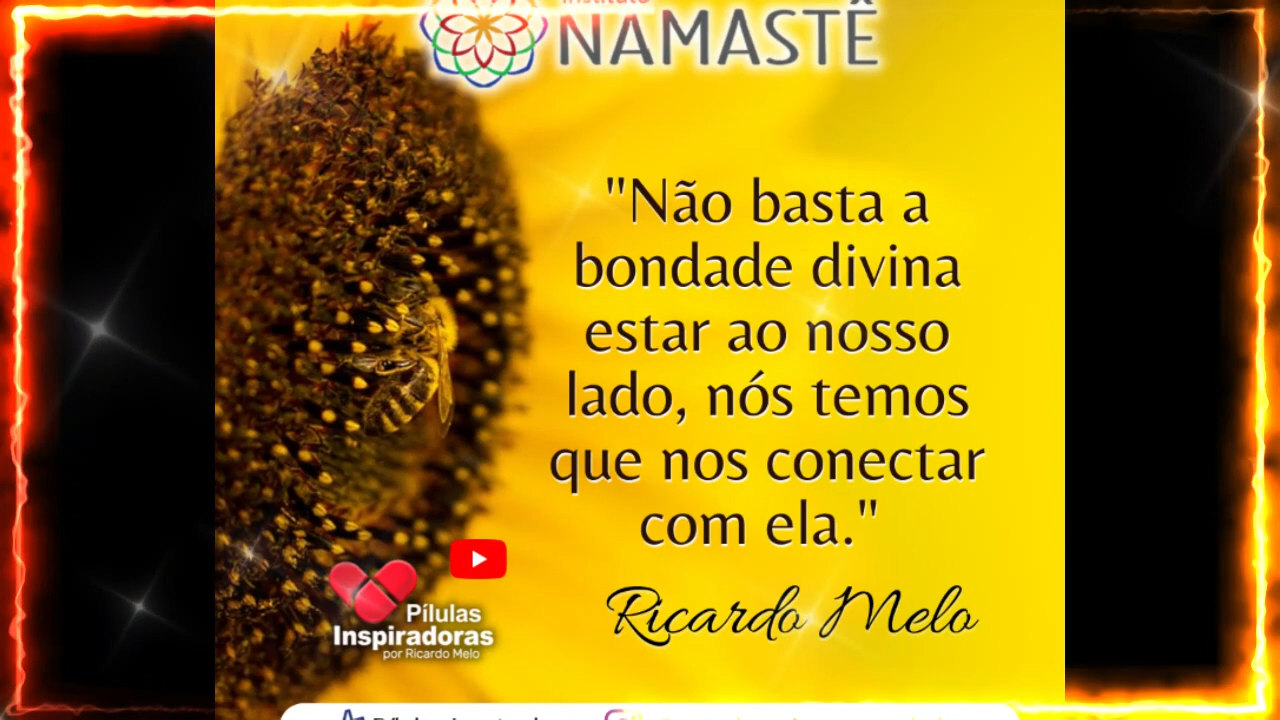 NAMASTÊ
"Não basta a
bondade divina
estar ao nosso
lado, nós temos
que nos conectar
com ela."
Ricardo Melo
Pílulas
Inspiradoras
por Ricardo Melo